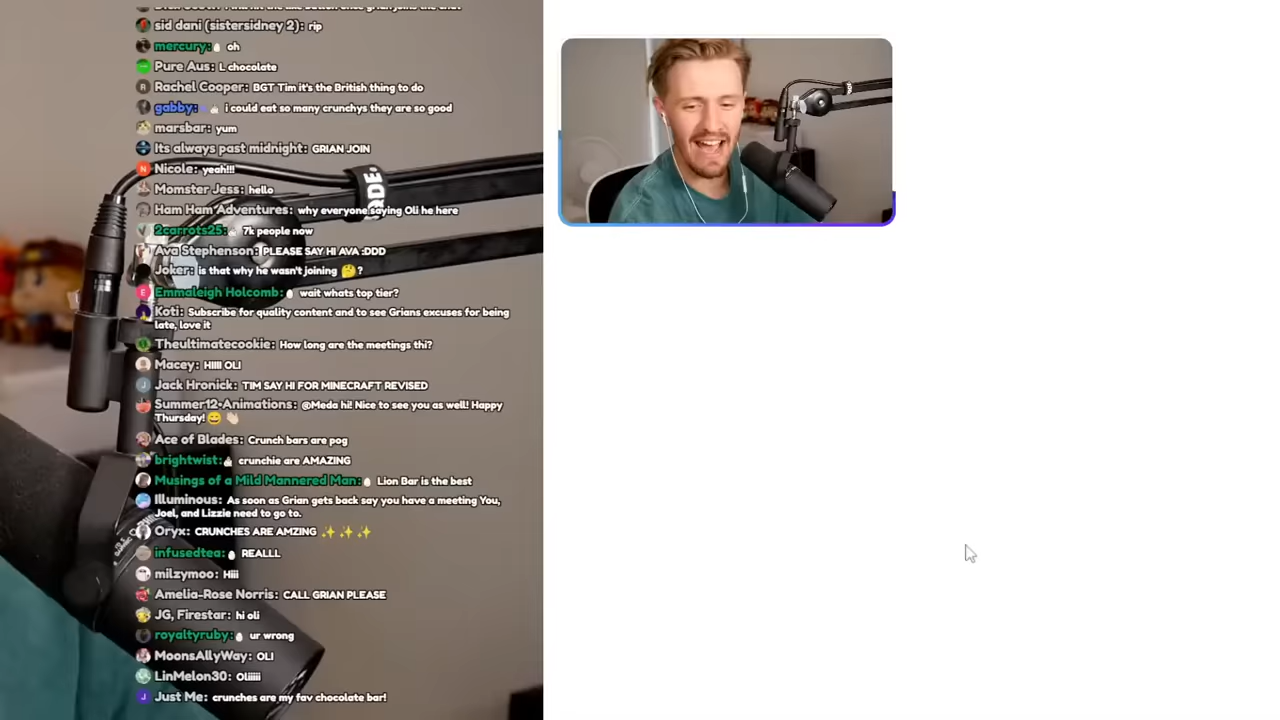 sid dani (sistersidney 2): rip
mercury: oh
Pure Aus: L chocolate
Rachel Cooper: BGT Tim it's the British thing to do
gabby: i could eat so many crunchys they are so good
marsbar: yum
Its always past midnight: GRIAN JOIN
Nicole: yeah!!!
Momster Jess: hello
Ham Ham Adventures: why everyone saying Oli he here
2carrots25: 7k people now
Ava Stephenson: PLEASE SAY HI AVA :DDD
Joker: is that why he wasn't joining 🤔?
Emmaleigh Holcomb: wait whats top tier?
Koti: Subscribe for quality content and to see Grians excuses for being
late, love it
Theultimatecookie: How long are the meetings thi?
Macey: HIIII OLI
Jack Hronick: TIM SAY HI FOR MINECRAFT REVISED
Summer12•Animations: @Meda hi! Nice to see you as well! Happy
Thursday! 😄 👏🏻
Ace of Blades: Crunch bars are pog
brightwist: crunchie are AMAZING
Musings of a Mild Mannered Man: Lion Bar is the best
Illuminous: As soon as Grian gets back say you have a meeting You,
Joel, and Lizzie need to go to.
Oryx: CRUNCHES ARE AMZING ✨ ✨ ✨
infusedtea: REALLL
milzymoo: Hiii
Amelia-Rose Norris: CALL GRIAN PLEASE
JG, Firestar: hi oli
royaltyruby: ur wrong
MoonsAllyWay: OLI
LinMelon30: Oliiiii
Just Me: crunches are my fav chocolate bar!